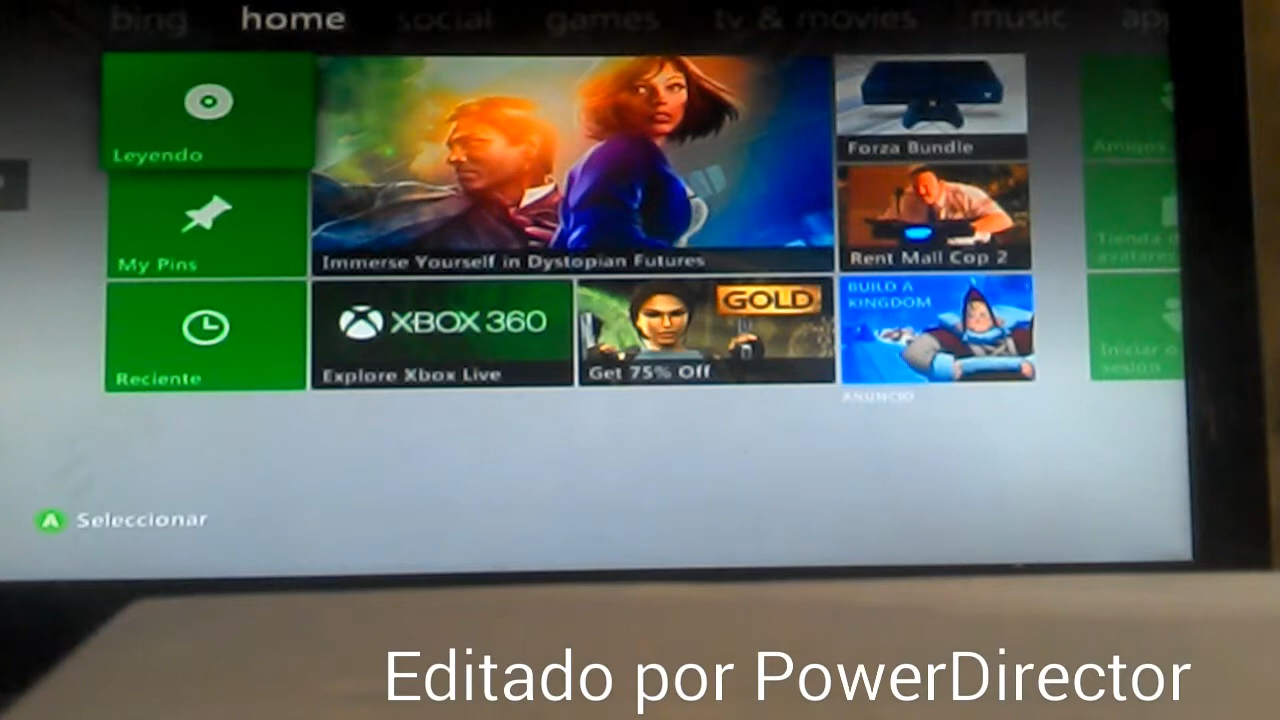 bing home social games tv & movies music
Leyendo
My Pins
Reciente
Immerse Yourself in Dystopian Futures
XBOX 360
Explore Xbox Live
GOLD
Get 75% Off
Forza Bundle
Rent Mall Cop 2
BUILD A
KINGDOM
ANUNCIO
Amigos
Tienda
avatares
Iniciar
sesión
A Seleccionar
Editado por PowerDirector